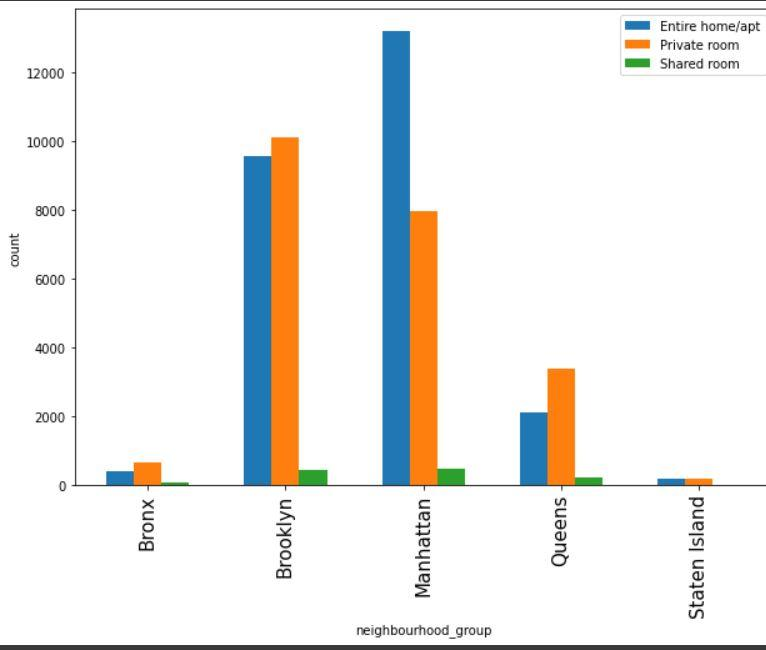 Entire home/apt
Private room
Shared room
12000
10000
8000
6000
4000
2000
0
count
Bronx
Brooklyn
Manhattan
Queens
Staten Island
neighbourhood_group